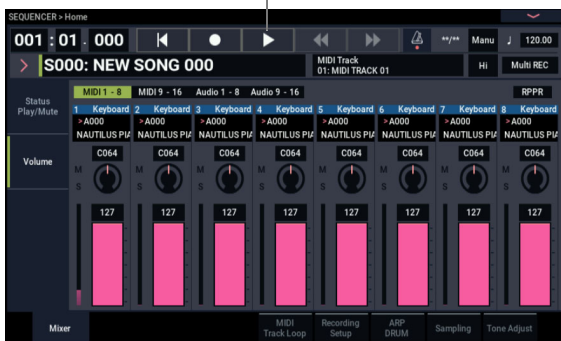 SEQUENCER > Home
001 : 01 . 000 **/** Manu ♩ 120.00
> S000: NEW SONG 000 MIDI Track 01: MIDI TRACK 01 Hi Multi REC
Status Play/Mute MIDI 1 - 8 MIDI 9 - 16 Audio 1 - 8 Audio 9 - 16 RPPR
1 Keyboard 2 Keyboard 3 Keyboard 4 Keyboard 5 Keyboard 6 Keyboard 7 Keyboard 8 Keyboard
>A000 >A000 >A000 >A000 >A000 >A000 >A000 >A000
NAUTILUS PIA NAUTILUS PIA NAUTILUS PIA NAUTILUS PIA NAUTILUS PIA NAUTILUS PIA NAUTILUS PIA NAUTILUS PIA
Volume C064 C064 C064 C064 C064 C064 C064 C064
M M M M M M M M
S S S S S S S S
127 127 127 127 127 127 127 127
Mixer MIDI Track Loop Recording Setup ARP DRUM Sampling Tone Adjust